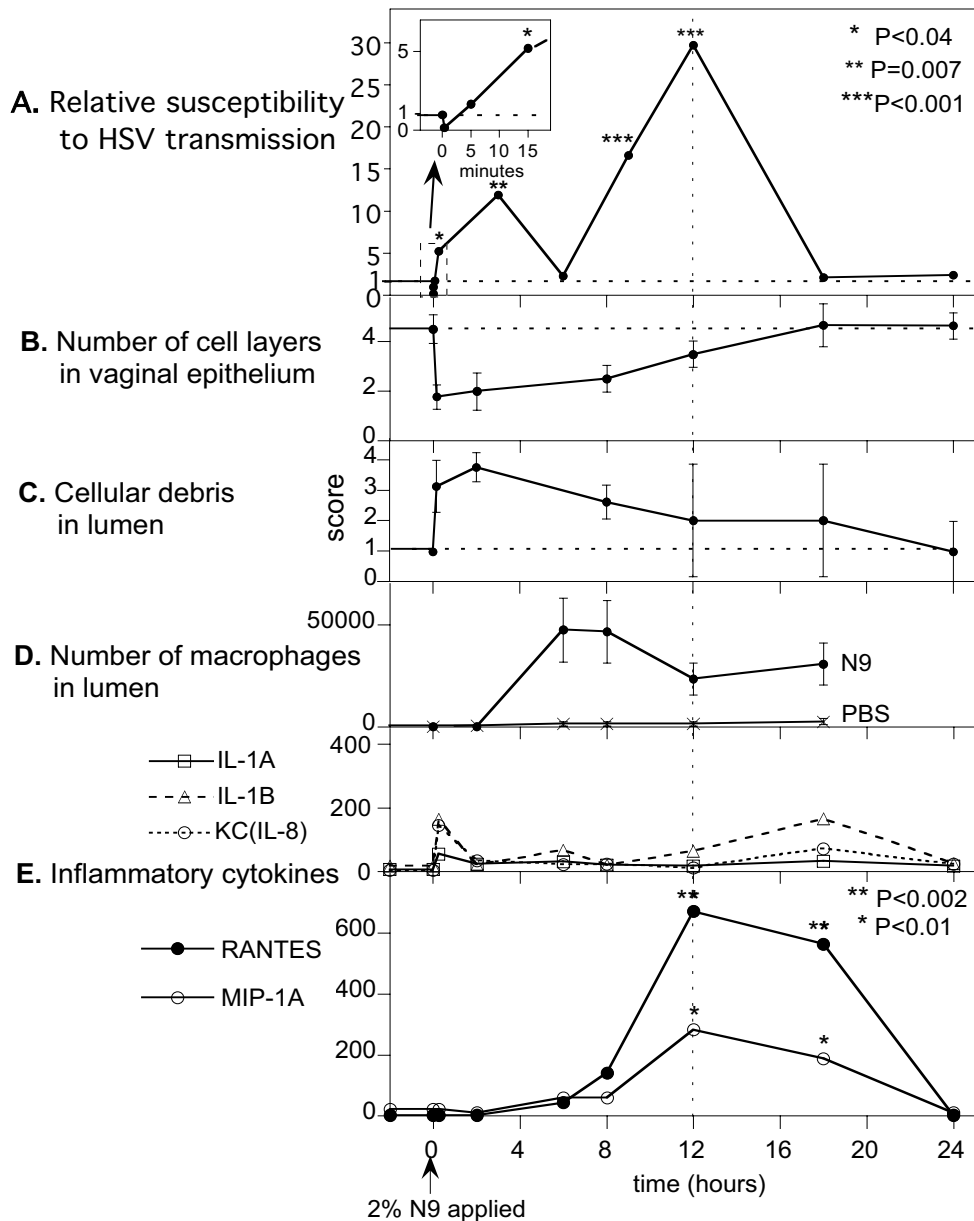 * P<0.04
** P=0.007
***P<0.001
A. Relative susceptibility
to HSV transmission
5
1
0
0 5 10 15
minutes
*
***
***
**
*
30
25
20
15
10
5
1
0
B. Number of cell layers
in vaginal epithelium
4
2
0
C. Cellular debris
in lumen
score
4
3
2
1
0
D. Number of macrophages
in lumen
50000
0
N9
PBS
IL-1A
IL-1B
KC(IL-8)
400
200
0
E. Inflammatory cytokines
** P<0.002
* P<0.01
RANTES
MIP-1A
600
400
200
0
**
**
*
*
0 4 8 12 16 20 24
time (hours)
2% N9 applied